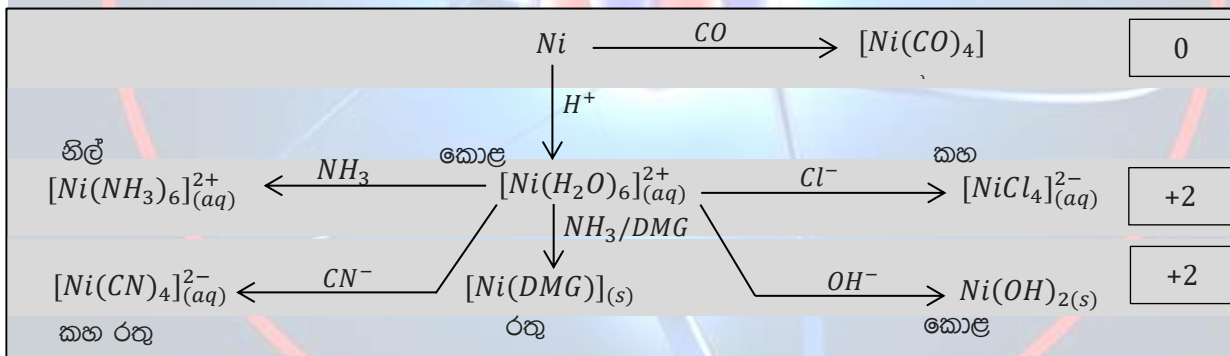 Ni CO [Ni(CO)₄] 0
H⁺
නිල් කොළ කහ
[Ni(NH₃)₆]²⁺₍aq₎ NH₃ [Ni(H₂O)₆]²⁺₍aq₎ Cl⁻ [NiCl₄]²⁻₍aq₎ +2
NH₃/DMG
[Ni(CN)₄]²⁻₍aq₎ CN⁻ [Ni(DMG)]₍s₎ OH⁻ Ni(OH)₂₍s₎ +2
කහ රතු රතු කොළ